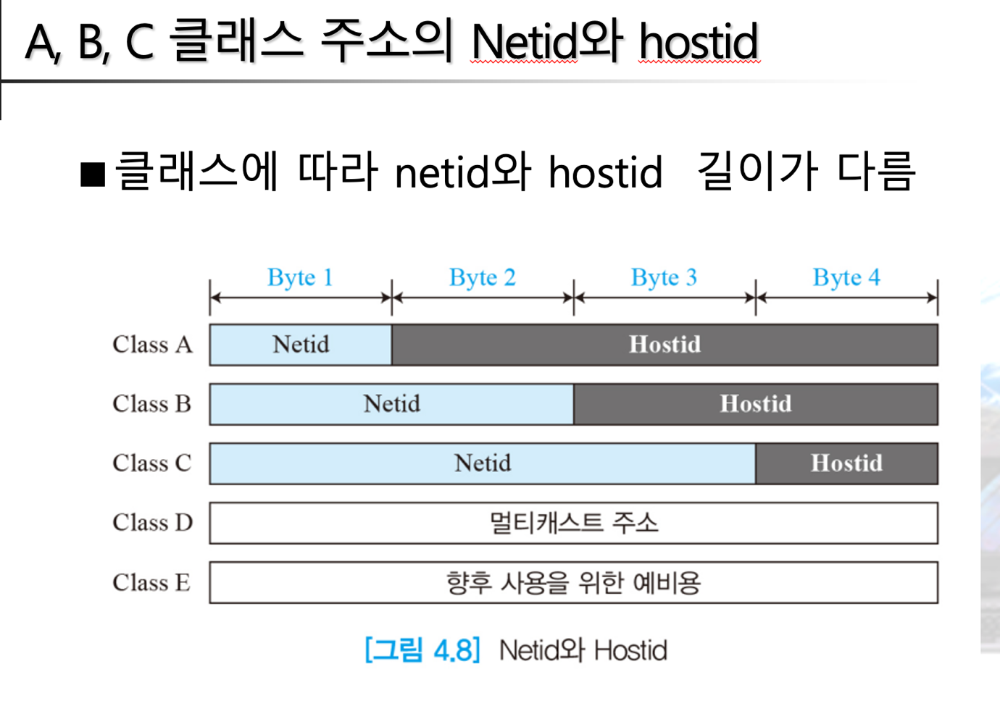 A, B, C 클래스 주소의 Netid와 hostid
■ 클래스에 따라 netid와 hostid 길이가 다름
Byte 1 Byte 2 Byte 3 Byte 4
Class A Netid Hostid
Class B Netid Hostid
Class C Netid Hostid
Class D 멀티캐스트 주소
Class E 향후 사용을 위한 예비용
[그림 4.8] Netid와 Hostid